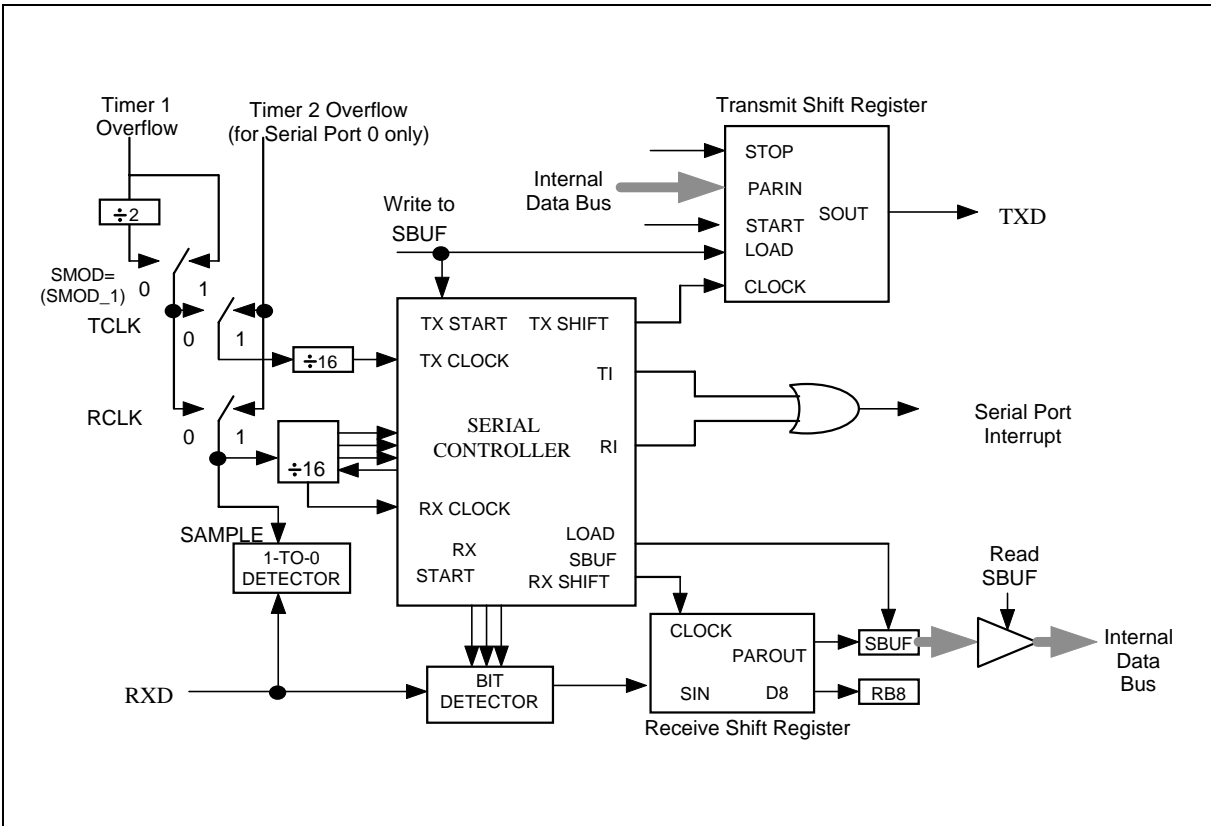 Timer 1
Overflow
Timer 2 Overflow
(for Serial Port 0 only)
Transmit Shift Register
÷2
SMOD=
(SMOD_1)
0
1
TCLK
0
1
RCLK
0
1
÷16
÷16
SAMPLE
1-TO-0
DETECTOR
RXD
Write to
SBUF
Internal
Data Bus
STOP
PARIN
START
LOAD
CLOCK
SOUT
TXD
TX START
TX SHIFT
TX CLOCK
TI
SERIAL
CONTROLLER
RI
RX CLOCK
LOAD
SBUF
RX
START
RX SHIFT
Serial Port
Interrupt
BIT
DETECTOR
CLOCK
PAROUT
SIN
D8
Receive Shift Register
SBUF
RB8
Read
SBUF
Internal
Data
Bus